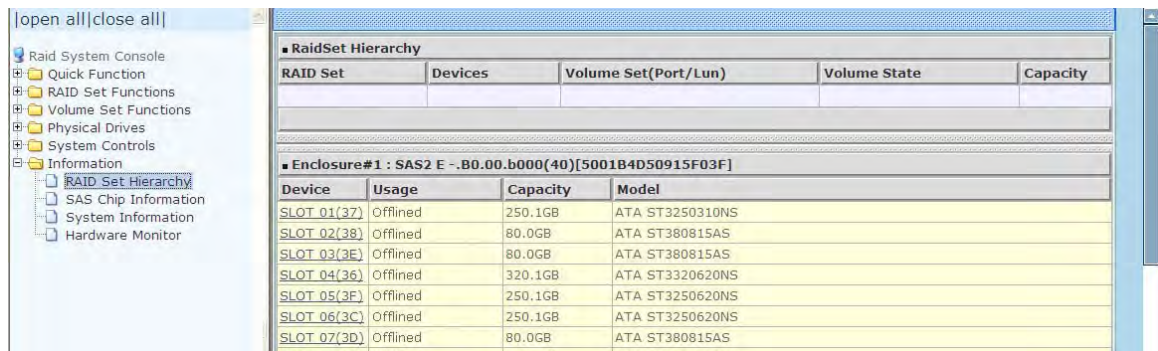 |open all|close all|
Raid System Console
Quick Function
RAID Set Functions
Volume Set Functions
Physical Drives
System Controls
Information
RAID Set Hierarchy
SAS Chip Information
System Information
Hardware Monitor
▪ RaidSet Hierarchy
RAID Set Devices Volume Set(Port/Lun) Volume State Capacity
▪ Enclosure#1 : SAS2 E -.B0.00.b000(40)[5001B4D50915F03F]
Device Usage Capacity Model
SLOT 01(37) Offlined 250.1GB ATA ST3250310NS
SLOT 02(38) Offlined 80.0GB ATA ST380815AS
SLOT 03(3E) Offlined 80.0GB ATA ST380815AS
SLOT 04(36) Offlined 320.1GB ATA ST3320620NS
SLOT 05(3F) Offlined 250.1GB ATA ST3250620NS
SLOT 06(3C) Offlined 250.1GB ATA ST3250620NS
SLOT 07(3D) Offlined 80.0GB ATA ST380815AS